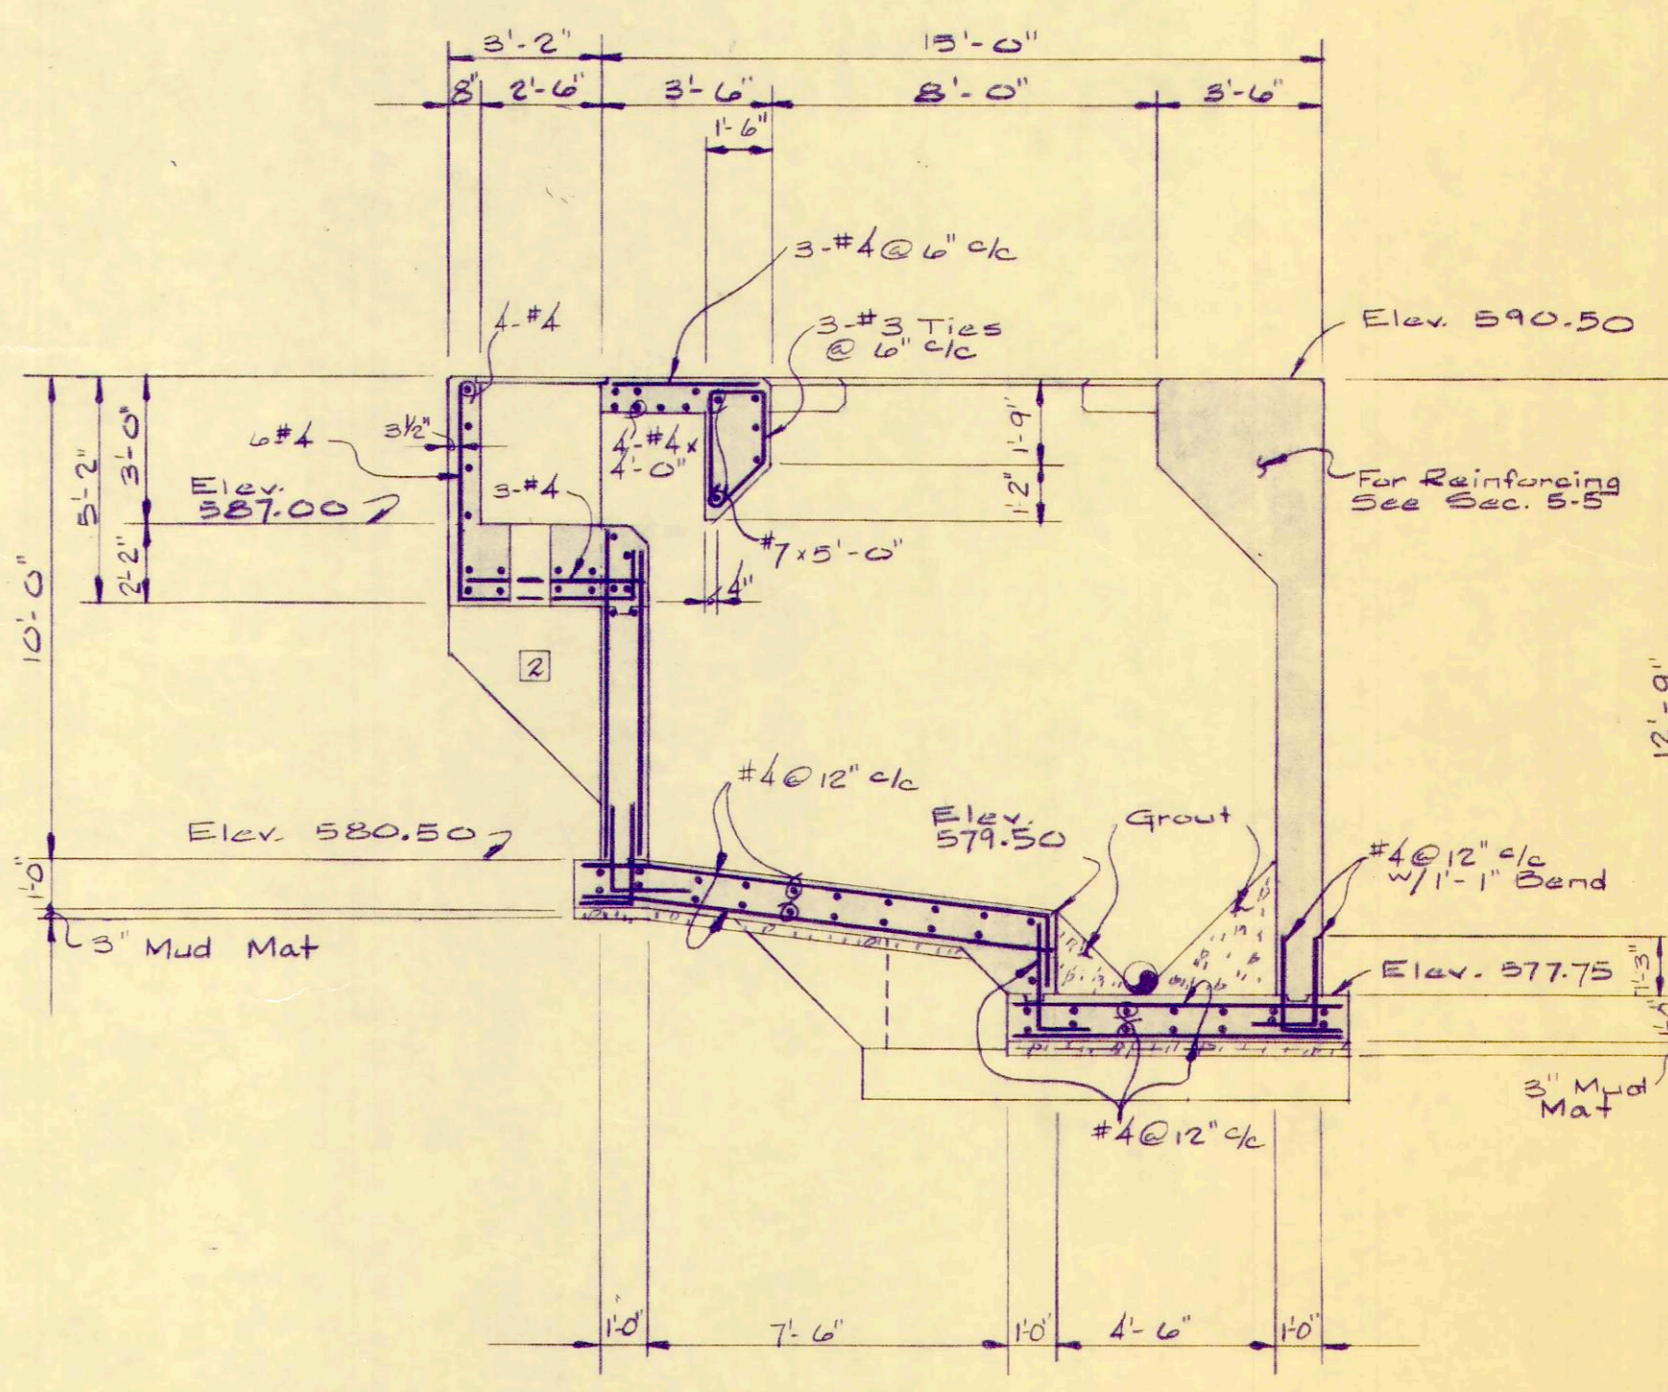 3'-2"
15'-0"
8"
2'-6"
3'-6"
8'-0"
3'-6"
1'-6"
3-#4@6" c/c
4-#4
3-#3 Ties
@ 6" c/c
Elev. 590.50
6#4
3½"
4-#4x
4'-0"
1'-9"
1'-2"
3'-0"
5'-2"
2'-2"
10'-0"
1'-0"
Elev.
587.00
3-#4
For Reinforcing
See Sec. 5-5
#7x5'-0"
4"
2
12'-9"
#4@12" c/c
Elev.
579.50
Grout
Elev. 580.50
#4@12" c/c
w/1'-1" Bend
3" Mud Mat
Elev. 577.75
1'-3"
3" Mud
Mat
#4@12" c/c
1'-0"
7'-6"
1'-0"
4'-6"
1'-0"